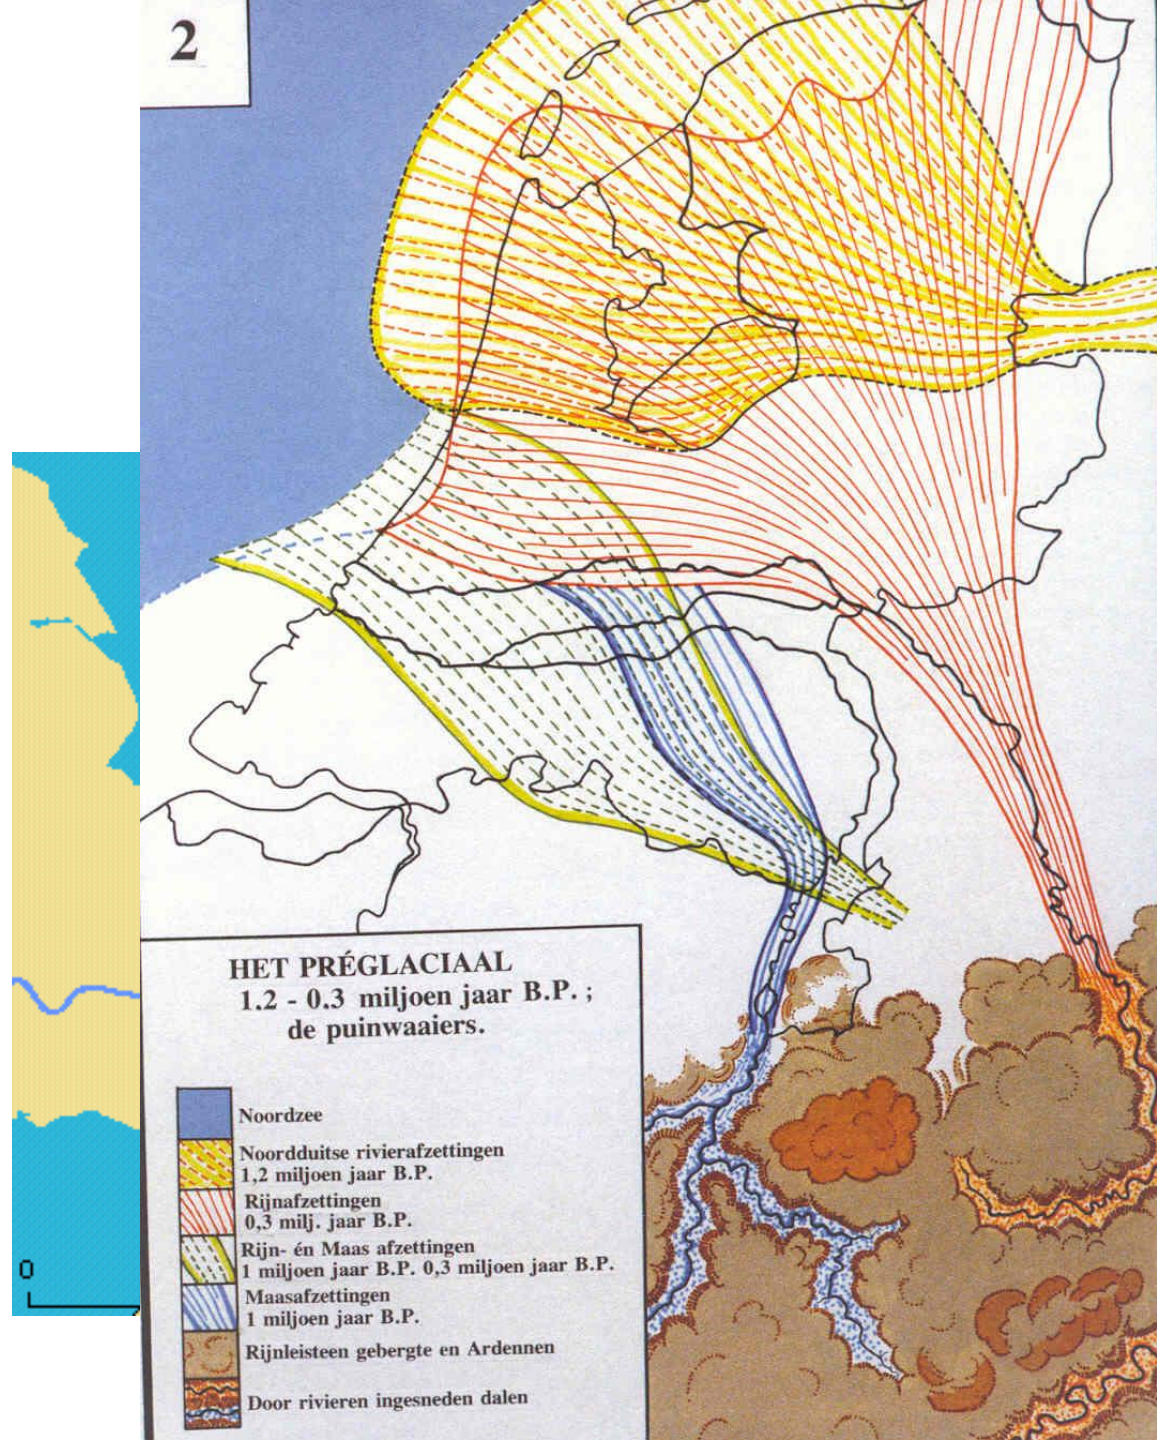 2
HET PRÉGLACIAAL
1.2 - 0.3 miljoen jaar B.P. ;
de puinwaaiers.
Noordzee
Noordduitse rivierafzettingen
1,2 miljoen jaar B.P.
Rijnafzettingen
0,3 milj. jaar B.P.
Rijn- én Maas afzettingen
1 miljoen jaar B.P. 0,3 miljoen jaar B.P.
Maasafzettingen
1 miljoen jaar B.P.
Rijnleisteen gebergte en Ardennen
Door rivieren ingesneden dalen
0